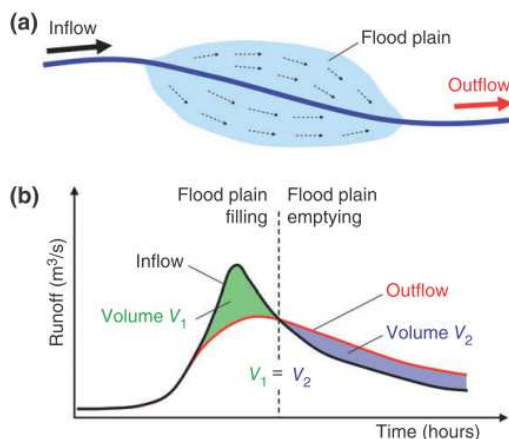 (a)
Inflow
Flood plain
Outflow
(b)
Flood plain filling
Flood plain emptying
Runoff (m³/s)
Inflow
Volume V₁
Outflow
Volume V₂
V₁ = V₂
Time (hours)